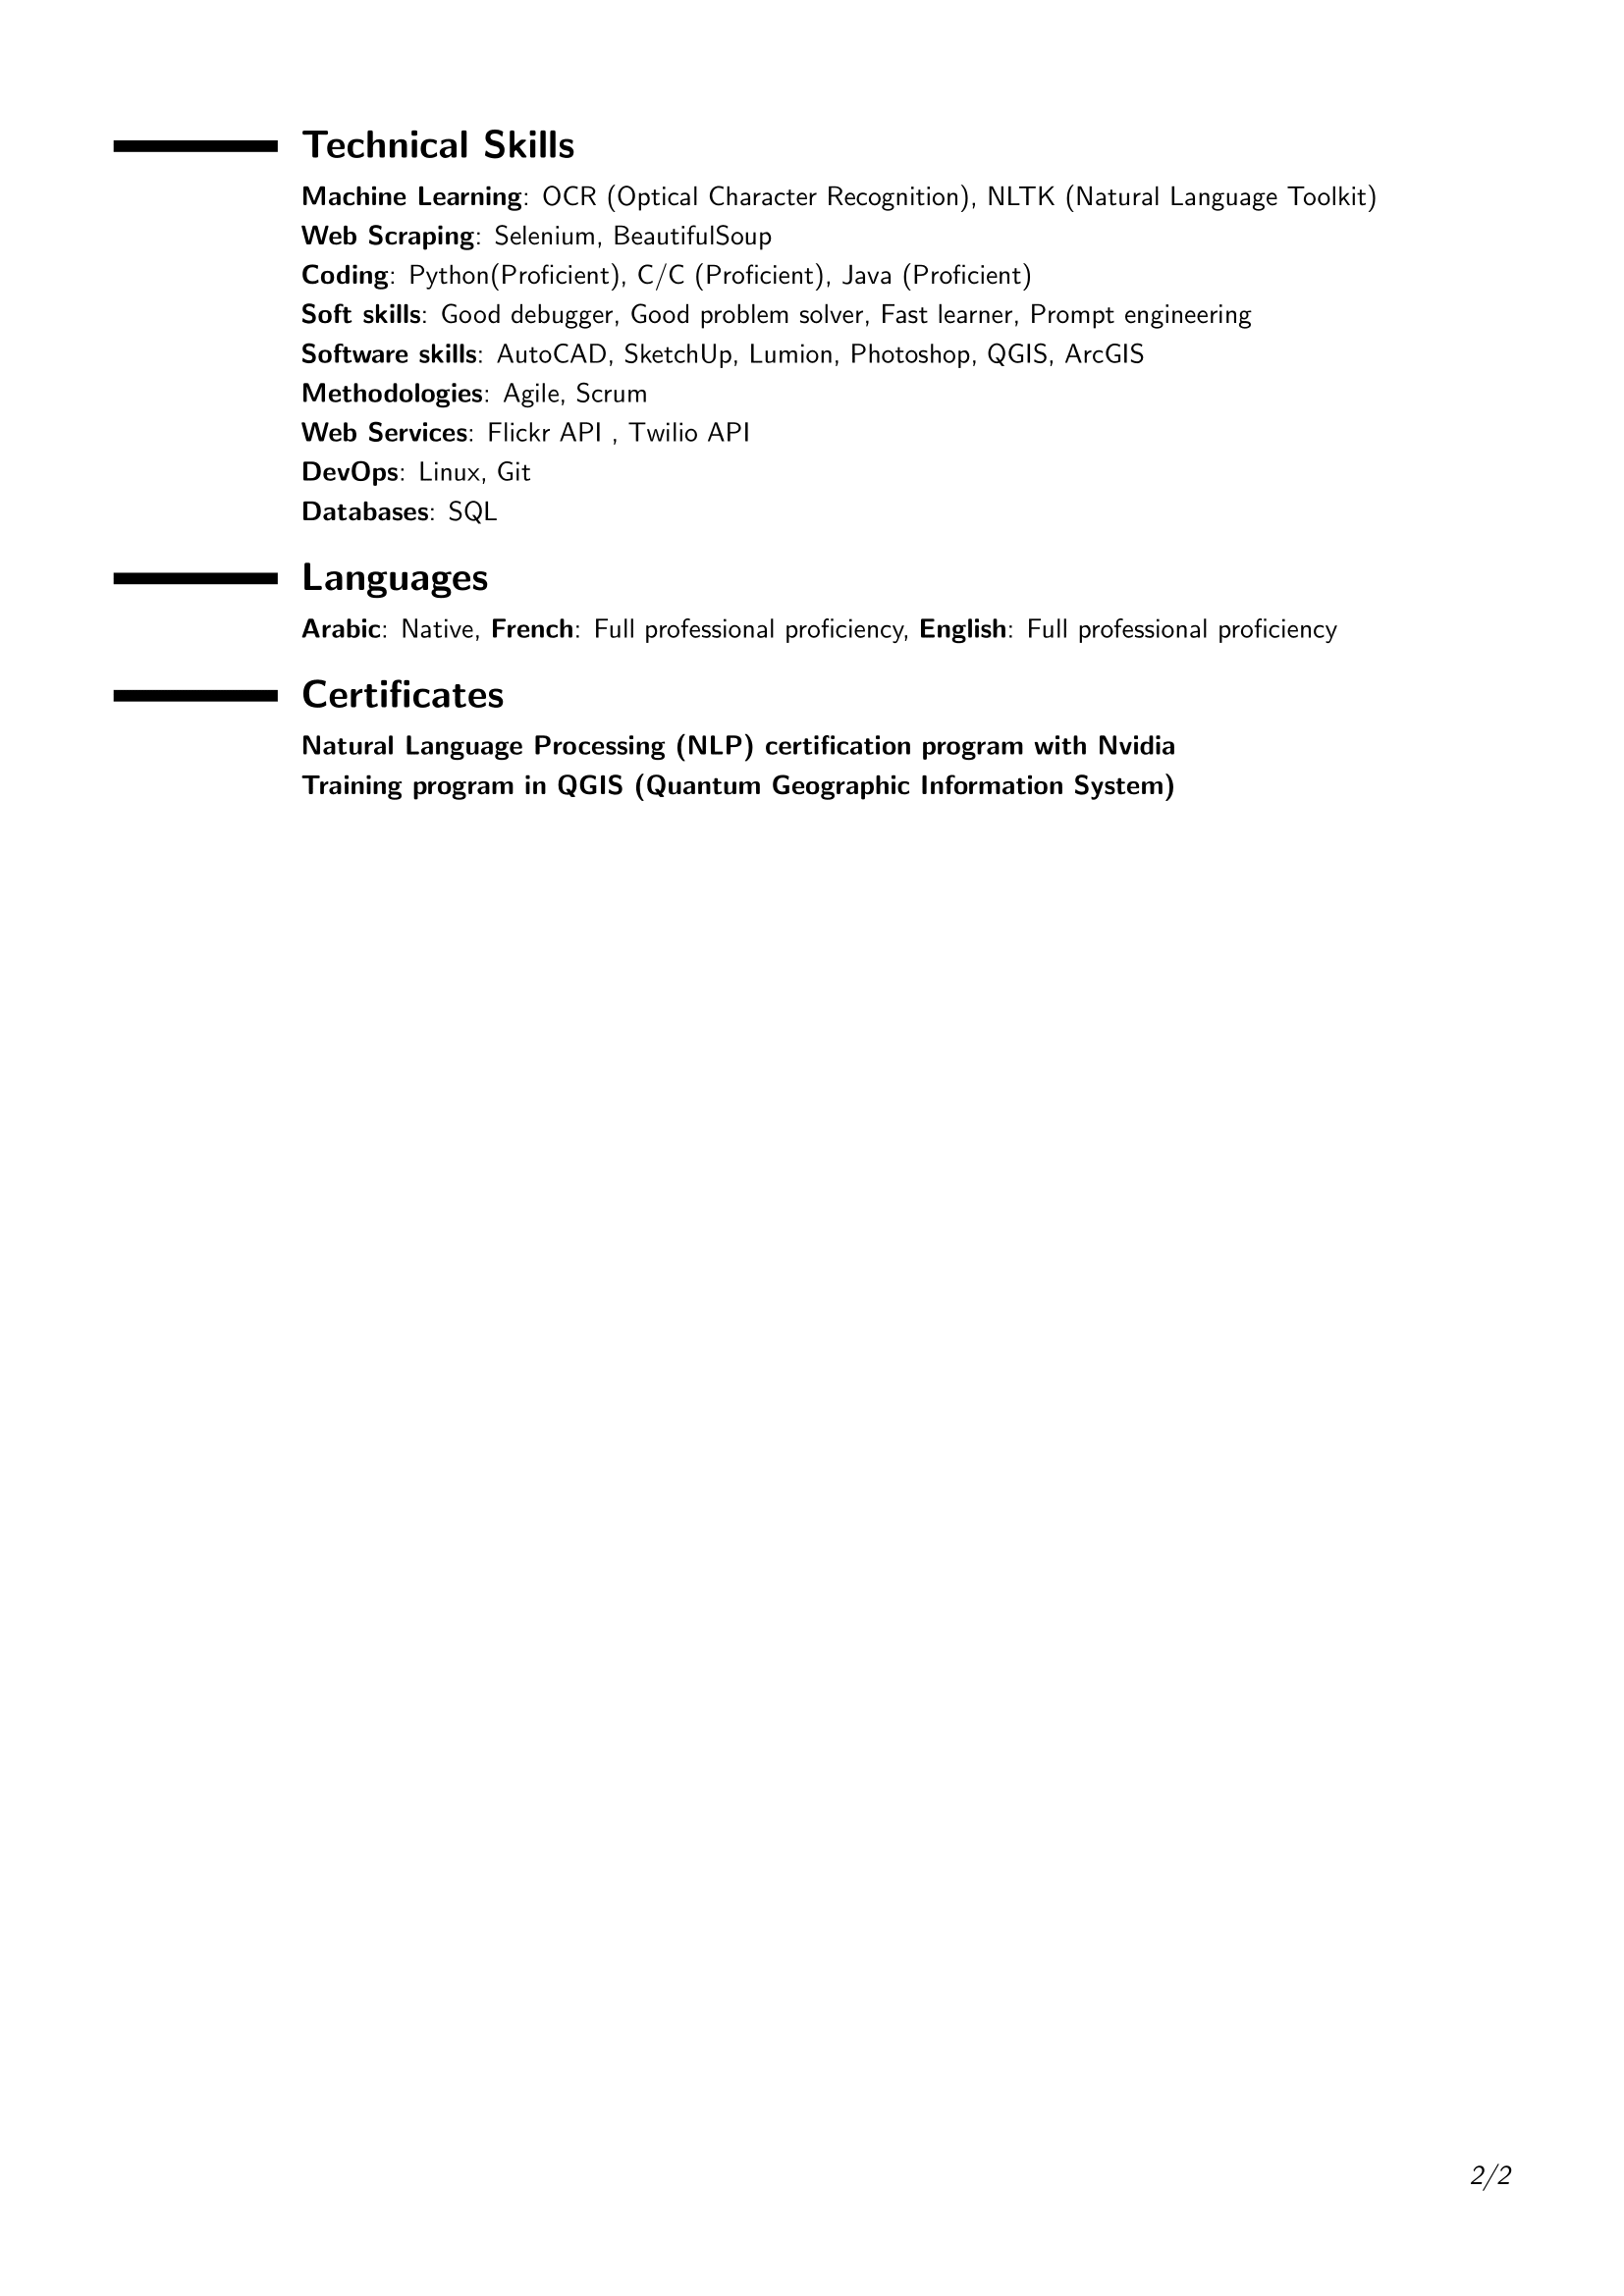 Technical Skills
Machine Learning: OCR (Optical Character Recognition), NLTK (Natural Language Toolkit)
Web Scraping: Selenium, BeautifulSoup
Coding: Python(Proficient), C/C (Proficient), Java (Proficient)
Soft skills: Good debugger, Good problem solver, Fast learner, Prompt engineering
Software skills: AutoCAD, SketchUp, Lumion, Photoshop, QGIS, ArcGIS
Methodologies: Agile, Scrum
Web Services: Flickr API , Twilio API
DevOps: Linux, Git
Databases: SQL
Languages
Arabic: Native, French: Full professional proficiency, English: Full professional proficiency
Certificates
Natural Language Processing (NLP) certification program with Nvidia
Training program in QGIS (Quantum Geographic Information System)
2/2